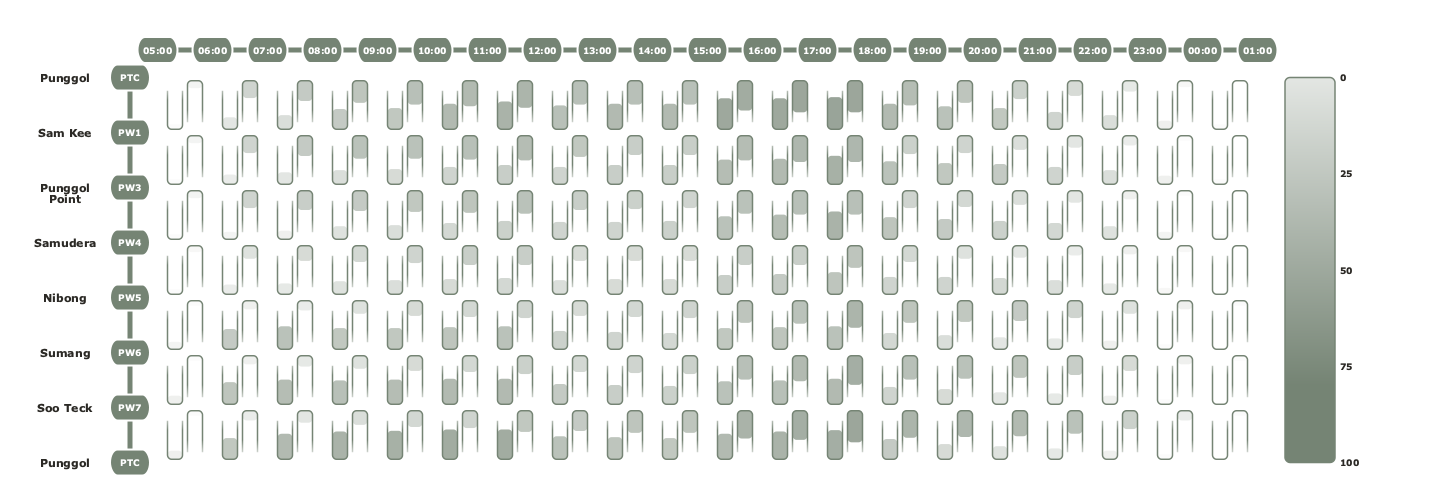 05:00 06:00 07:00 08:00 09:00 10:00 11:00 12:00 13:00 14:00 15:00 16:00 17:00 18:00 19:00 20:00 21:00 22:00 23:00 00:00 01:00
Punggol PTC 0
Sam Kee PW1
25
Punggol
Point PW3
Samudera PW4
50
Nibong PW5
Sumang PW6
75
Soo Teck PW7
Punggol PTC 100